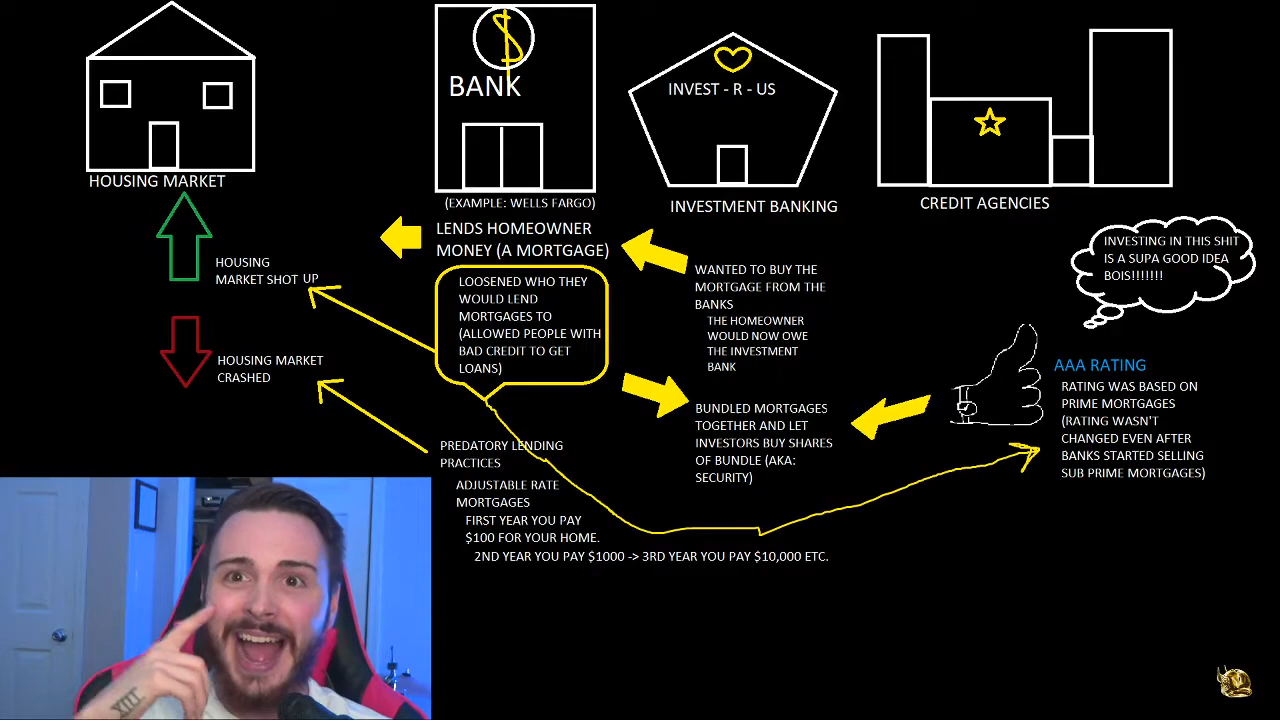 BANK
INVEST - R - US
HOUSING MARKET
(EXAMPLE: WELLS FARGO)
INVESTMENT BANKING
CREDIT AGENCIES
LENDS HOMEOWNER
MONEY (A MORTGAGE)
HOUSING
MARKET SHOT UP
LOOSENED WHO THEY
WOULD LEND
MORTGAGES TO
(ALLOWED PEOPLE WITH
BAD CREDIT TO GET
LOANS)
WANTED TO BUY THE
MORTGAGE FROM THE
BANKS
THE HOMEOWNER
WOULD NOW OWE
THE INVESTMENT
BANK
INVESTING IN THIS SHIT
IS A SUPA GOOD IDEA
BOIS!!!!!!!
HOUSING MARKET
CRASHED
BUNDLED MORTGAGES
TOGETHER AND LET
INVESTORS BUY SHARES
OF BUNDLE (AKA:
SECURITY)
AAA RATING
RATING WAS BASED ON
PRIME MORTGAGES
(RATING WASN'T
CHANGED EVEN AFTER
BANKS STARTED SELLING
SUB PRIME MORTGAGES)
PREDATORY LENDING
PRACTICES
ADJUSTABLE RATE
MORTGAGES
FIRST YEAR YOU PAY
$100 FOR YOUR HOME.
2ND YEAR YOU PAY $1000 -> 3RD YEAR YOU PAY $10,000 ETC.
XIII